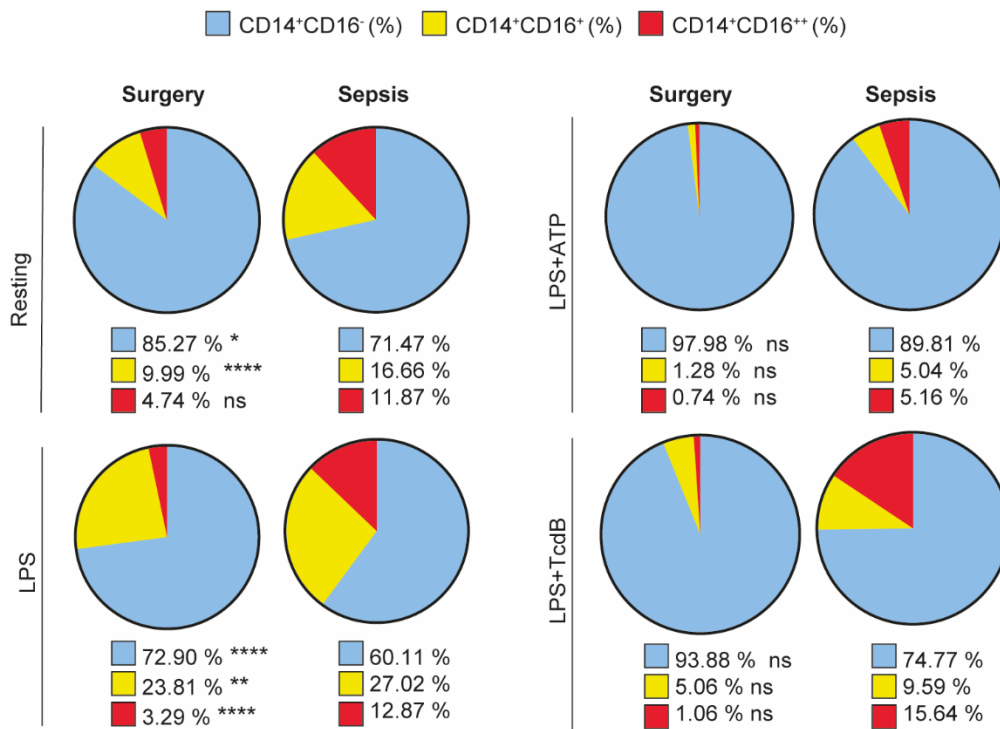 CD14⁺CD16⁻ (%) CD14⁺CD16⁺ (%) CD14⁺CD16⁺⁺ (%)
Surgery Sepsis
Resting
85.27 % * 71.47 %
9.99 % **** 16.66 %
4.74 % ns 11.87 %
LPS
72.90 % **** 60.11 %
23.81 % ** 27.02 %
3.29 % **** 12.87 %
Surgery Sepsis
LPS+ATP
97.98 % ns 89.81 %
1.28 % ns 5.04 %
0.74 % ns 5.16 %
LPS+TcdB
93.88 % ns 74.77 %
5.06 % ns 9.59 %
1.06 % ns 15.64 %